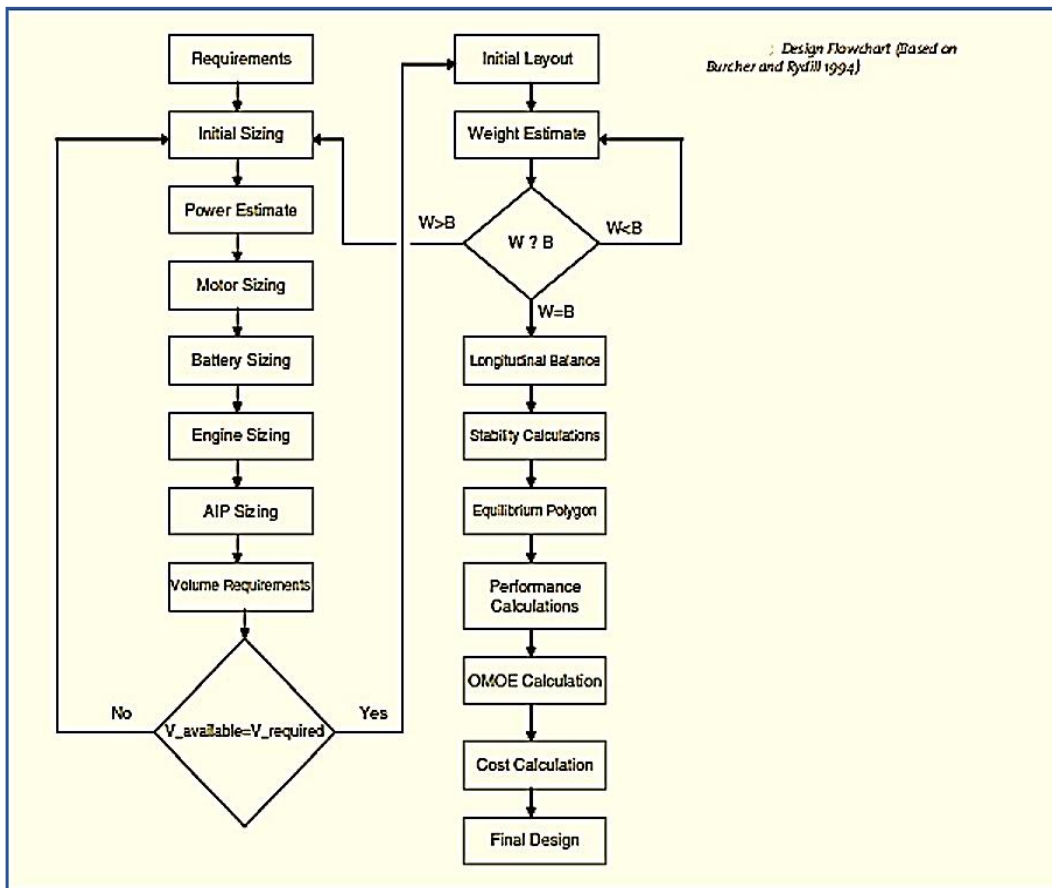 Requirements
Initial Sizing
Power Estimate
Motor Sizing
Battery Sizing
Engine Sizing
AIP Sizing
Volume Requirements
V_available=V_required
No
Yes
Initial Layout
Weight Estimate
W ? B
W>B
W<B
W=B
Longitudinal Balance
Stability Calculations
Equilibrium Polygon
Performance
Calculations
OMOE Calculation
Cost Calculation
Final Design
; Design Flowchart (Based on
Burcher and Rydill 1994)